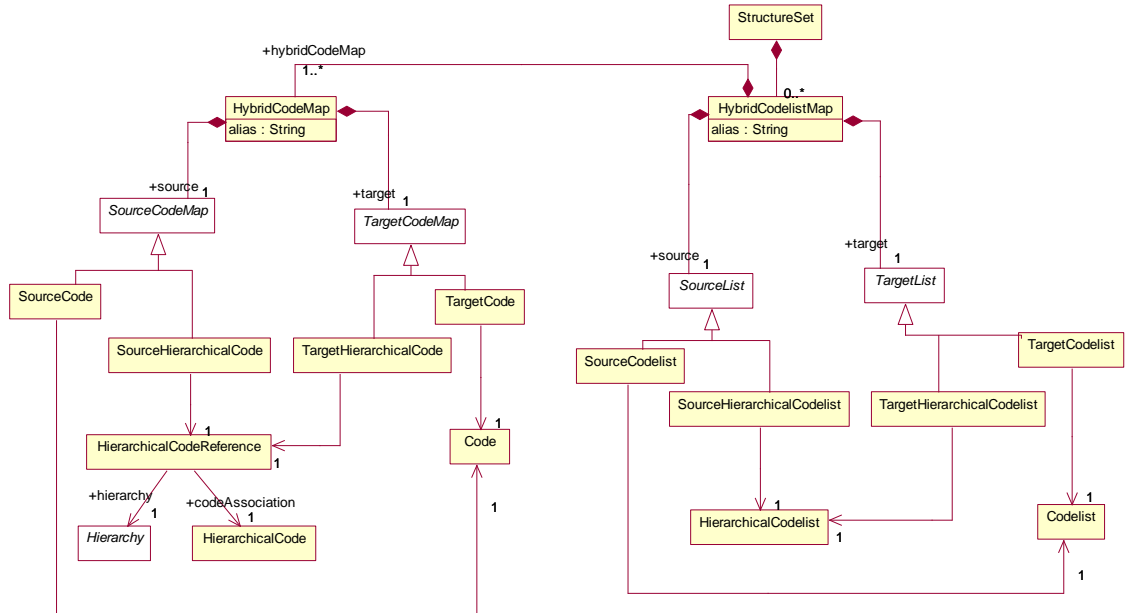 StructureSet
+hybridCodeMap
1..*
0..*
HybridCodeMap
alias : String
HybridCodelistMap
alias : String
+source
1
+target
1
SourceCodeMap
TargetCodeMap
+source
1
+target
1
SourceList
TargetList
SourceCode
TargetCode
SourceHierarchicalCode
TargetHierarchicalCode
SourceCodelist
TargetCodelist
SourceHierarchicalCodelist
TargetHierarchicalCodelist
1
HierarchicalCodeReference
1
1
Code
1
+hierarchy
1
+codeAssociation
1
Hierarchy
HierarchicalCode
1
HierarchicalCodelist
1
1
Codelist
1